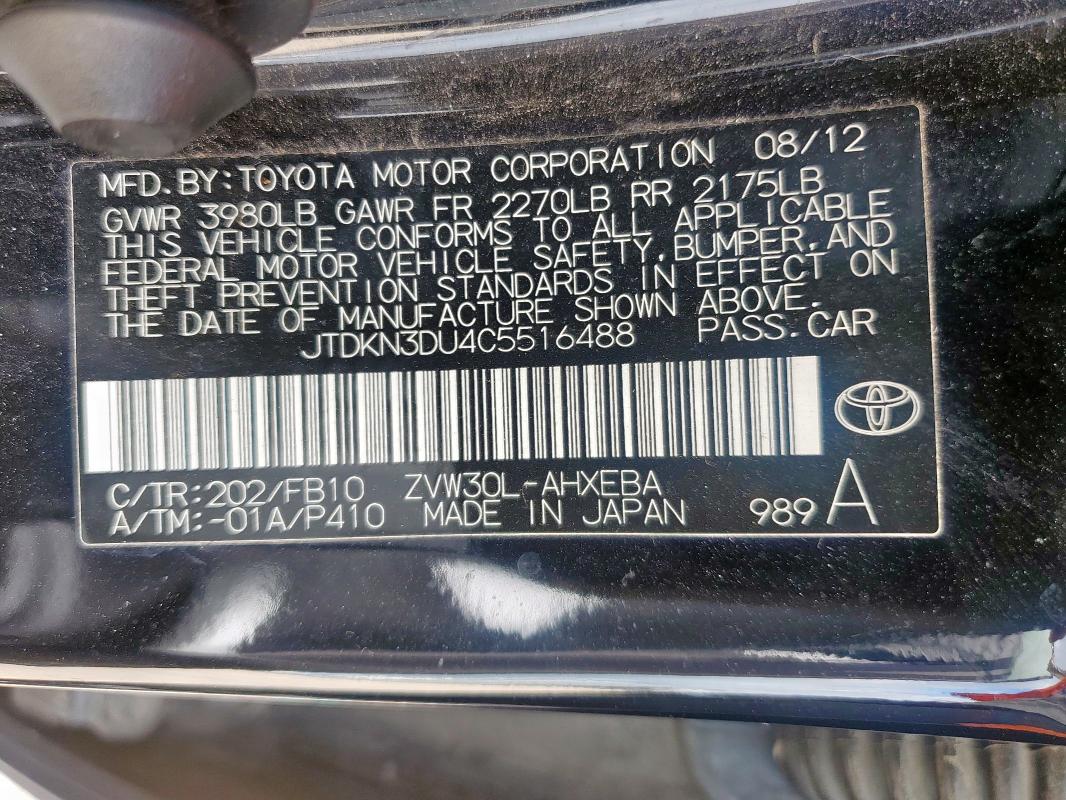 MFD. BY: TOYOTA MOTOR CORPORATION 08/12
GVWR 3980LB GAWR FR 2270LB RR 2175LB
THIS VEHICLE CONFORMS TO ALL APPLICABLE
FEDERAL MOTOR VEHICLE SAFETY, BUMPER, AND
THEFT PREVENTION STANDARDS IN EFFECT ON
THE DATE OF MANUFACTURE SHOWN ABOVE.
JTDKN3DU4C5516488 PASS. CAR
C/TR: 202/FB10 ZVW30L-AHXEBA
A/TM: -01A/P410 MADE IN JAPAN 989 A